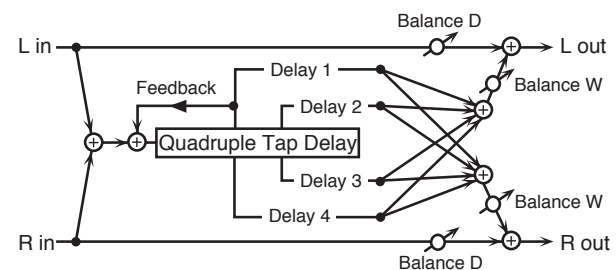 Balance D
L in
L out
Delay 1
Feedback
Balance W
Delay 2
Quadruple Tap Delay
Delay 3
Balance W
Delay 4
R in
R out
Balance D